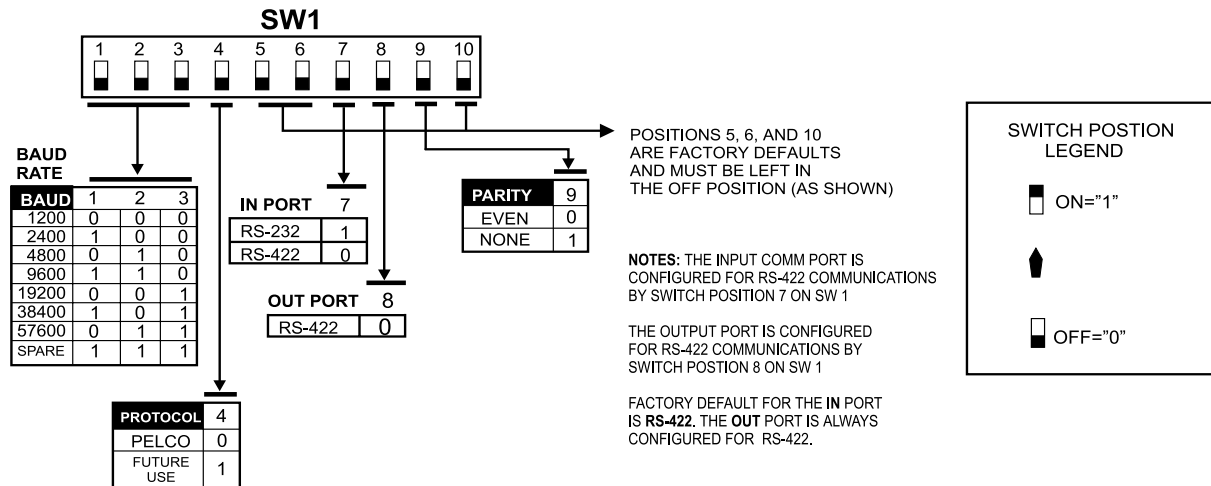 SW1
1 2 3 4 5 6 7 8 9 10
BAUD
RATE
BAUD 1 2 3
1200 0 0 0
2400 1 0 0
4800 0 1 0
9600 1 1 0
19200 0 0 1
38400 1 0 1
57600 0 1 1
SPARE 1 1 1
PROTOCOL 4
PELCO 0
FUTURE
USE 1
IN PORT 7
RS-232 1
RS-422 0
OUT PORT 8
RS-422 0
PARITY 9
EVEN 0
NONE 1
POSITIONS 5, 6, AND 10
ARE FACTORY DEFAULTS
AND MUST BE LEFT IN
THE OFF POSITION (AS SHOWN)
NOTES: THE INPUT COMM PORT IS
CONFIGURED FOR RS-422 COMMUNICATIONS
BY SWITCH POSITION 7 ON SW 1
THE OUTPUT PORT IS CONFIGURED
FOR RS-422 COMMUNICATIONS BY
SWITCH POSTION 8 ON SW 1
FACTORY DEFAULT FOR THE IN PORT
IS RS-422. THE OUT PORT IS ALWAYS
CONFIGURED FOR RS-422.
SWITCH POSTION
LEGEND
ON="1"
OFF="0"